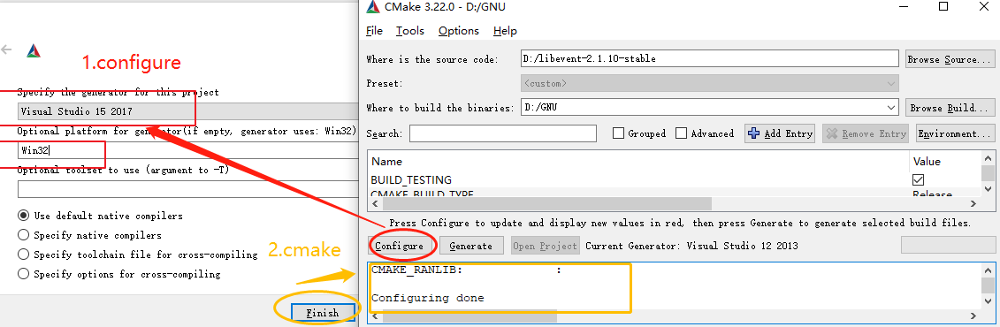 1.configure
Specify the generator for this project
Visual Studio 15 2017
Optional platform for generator(if empty, generator uses: Win32)
Win32
Optional toolset to use (argument to -T)
Use default native compilers
Specify native compilers
Specify toolchain file for cross-compiling
Specify options for cross-compiling
2.cmake
Finish
CMake 3.22.0 - D:/GNU
File Tools Options Help
Where is the source code: D:/libevent-2.1.10-stable Browse Source...
Preset: <custom>
Where to build the binaries: D:/GNU Browse Build...
Search: Grouped Advanced Add Entry Remove Entry Environment...
Name Value
BUILD_TESTING
CMAKE_BUILD_TYPE Release
Press Configure to update and display new values in red, then press Generate to generate selected build files.
Configure Generate Open Project Current Generator: Visual Studio 12 2013
CMAKE_RANLIB: :
Configuring done